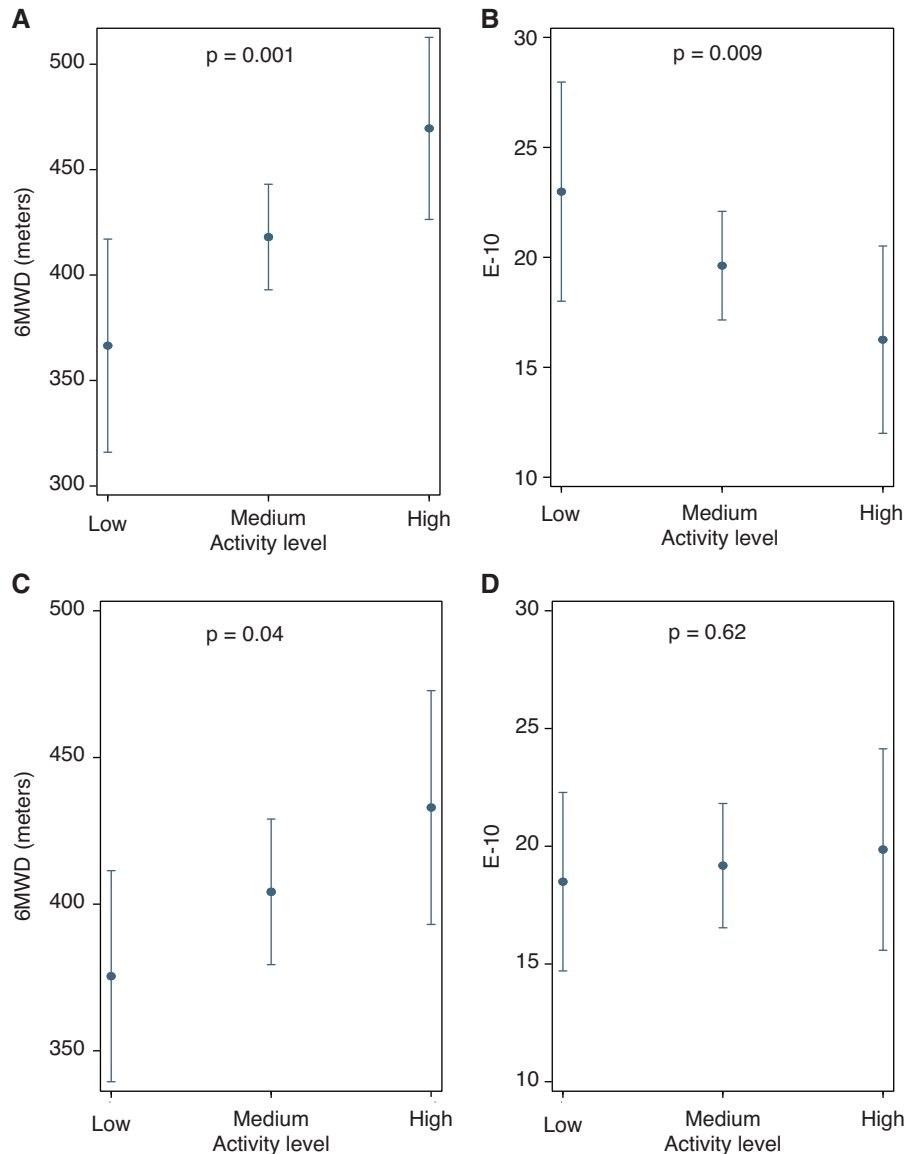 A
p = 0.001
6MWD (meters)
500
450
400
350
300
Low
Medium
High
Activity level
B
p = 0.009
E-10
30
25
20
15
10
Low
Medium
High
Activity level
C
p = 0.04
6MWD (meters)
500
450
400
350
Low
Medium
High
Activity level
D
p = 0.62
E-10
30
25
20
15
10
Low
Medium
High
Activity level